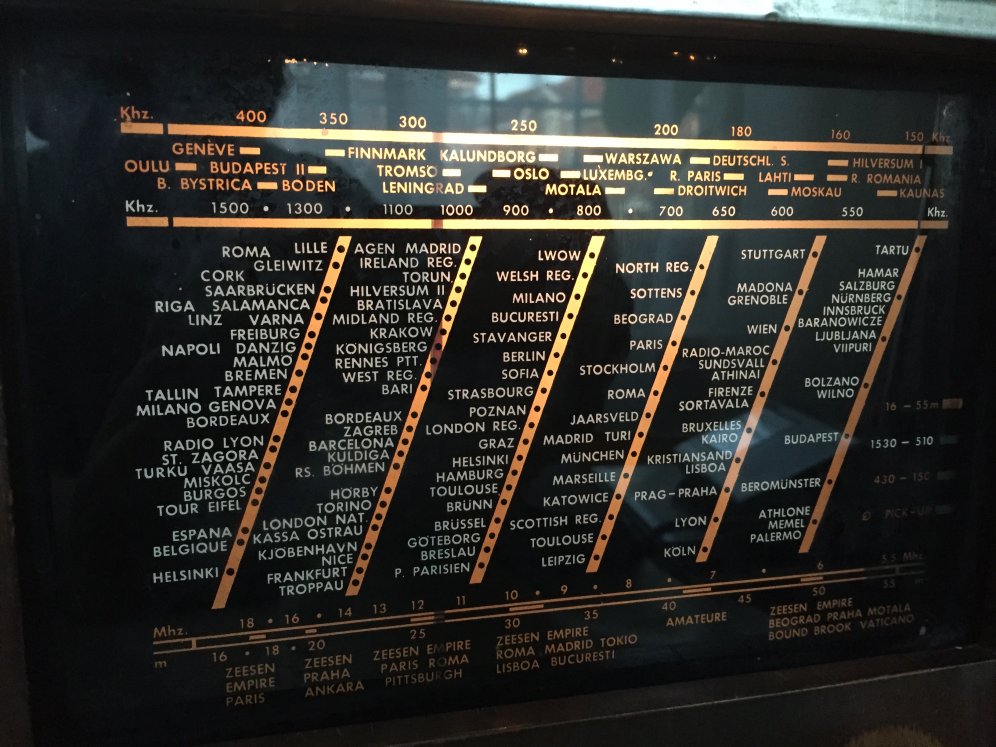 Khz. 400 350 300 250 200 180 160 150 Khz.
GENÈVE FINNMARK KALUNDBORG WARSZAWA DEUTSCHL. S. HILVERSUM I
OULU BUDAPEST II TROMSÖ OSLO LUXEMBG. R. PARIS LAHTI R. ROMANIA
B. BYSTRICA BODEN LENINGRAD MOTALA DROITWICH MOSKAU KAUNAS
Khz. 1500 • 1300 • 1100 1000 900 • 800 • 700 650 600 550 Khz.
ROMA LILLE
GLEIWITZ
CORK
SAARBRÜCKEN
RIGA SALAMANCA
LINZ VARNA
FREIBURG
NAPOLI DANZIG
MALMÖ
BREMEN
TALLIN TAMPERE
MILANO GENOVA
BORDEAUX
RADIO LYON
ST. ZAGORA
TURKU VAASA
MISKOLC
BURGOS
TOUR EIFEL
ESPANA
BELGIQUE
HELSINKI
AGEN MADRID
IRELAND REG.
TORUN
HILVERSUM II
BRATISLAVA
MIDLAND REG.
KRAKOW
KÖNIGSBERG
RENNES PTT.
WEST REG.
BARI
BORDEAUX
ZAGREB
BARCELONA
KULDIGA
RS. BÖHMEN
HÖRBY
TORINO
LONDON NAT.
KASSA OSTRAU
KJÖBENHAVN
NICE
FRANKFURT
TROPPAU
LWOW
WELSH REG.
MILANO
BUCURESTI
STAVANGER
BERLIN
SOFIA
STRASBOURG
POZNAN
LONDON REG.
GRAZ
HELSINKI
HAMBURG
TOULOUSE
BRÜNN
BRÜSSEL
GÖTEBORG
BRESLAU
P. PARISIEN
NORTH REG.
SOTTENS
BEOGRAD
PARIS
STOCKHOLM
ROMA
JAARSVELD
MADRID TURI
MÜNCHEN
MARSEILLE
KATOWICE
SCOTTISH REG.
TOULOUSE
LEIPZIG
STUTTGART
MADONA
GRENOBLE
WIEN
RADIO-MAROC
SUNDSVALL
ATHINAI
FIRENZE
SORTAVALA
BRUXELLES
KAIRO
KRISTIANSAND
LISBOA
PRAG-PRAHA
LYON
KÖLN
TARTU
HAMAR
SALZBURG
NÜRNBERG
INNSBRUCK
BARANOWICZE
LJUBLJANA
VIIPURI
BOLZANO
WILNO
BUDAPEST
BEROMÜNSTER
ATHLONE
MEMEL
PALERMO
16 – 55m
1530 – 510
430 – 150
PICK-UP
Mhz. 18 • 16 • 14 13 12 11 10 • 9 • 8 • 7 6 5,5 Mhz.
m 16 • 18 • 20 25 30 35 40 45 50 55 m
ZEESEN
EMPIRE
PARIS
ZEESEN
PRAHA
ANKARA
ZEESEN EMPIRE
PARIS ROMA
PITTSBURGH
ZEESEN EMPIRE
ROMA MADRID TOKIO
LISBOA BUCURESTI
AMATEURE
ZEESEN EMPIRE
BEOGRAD PRAHA MOTALA
BOUND BROOK VATICANO